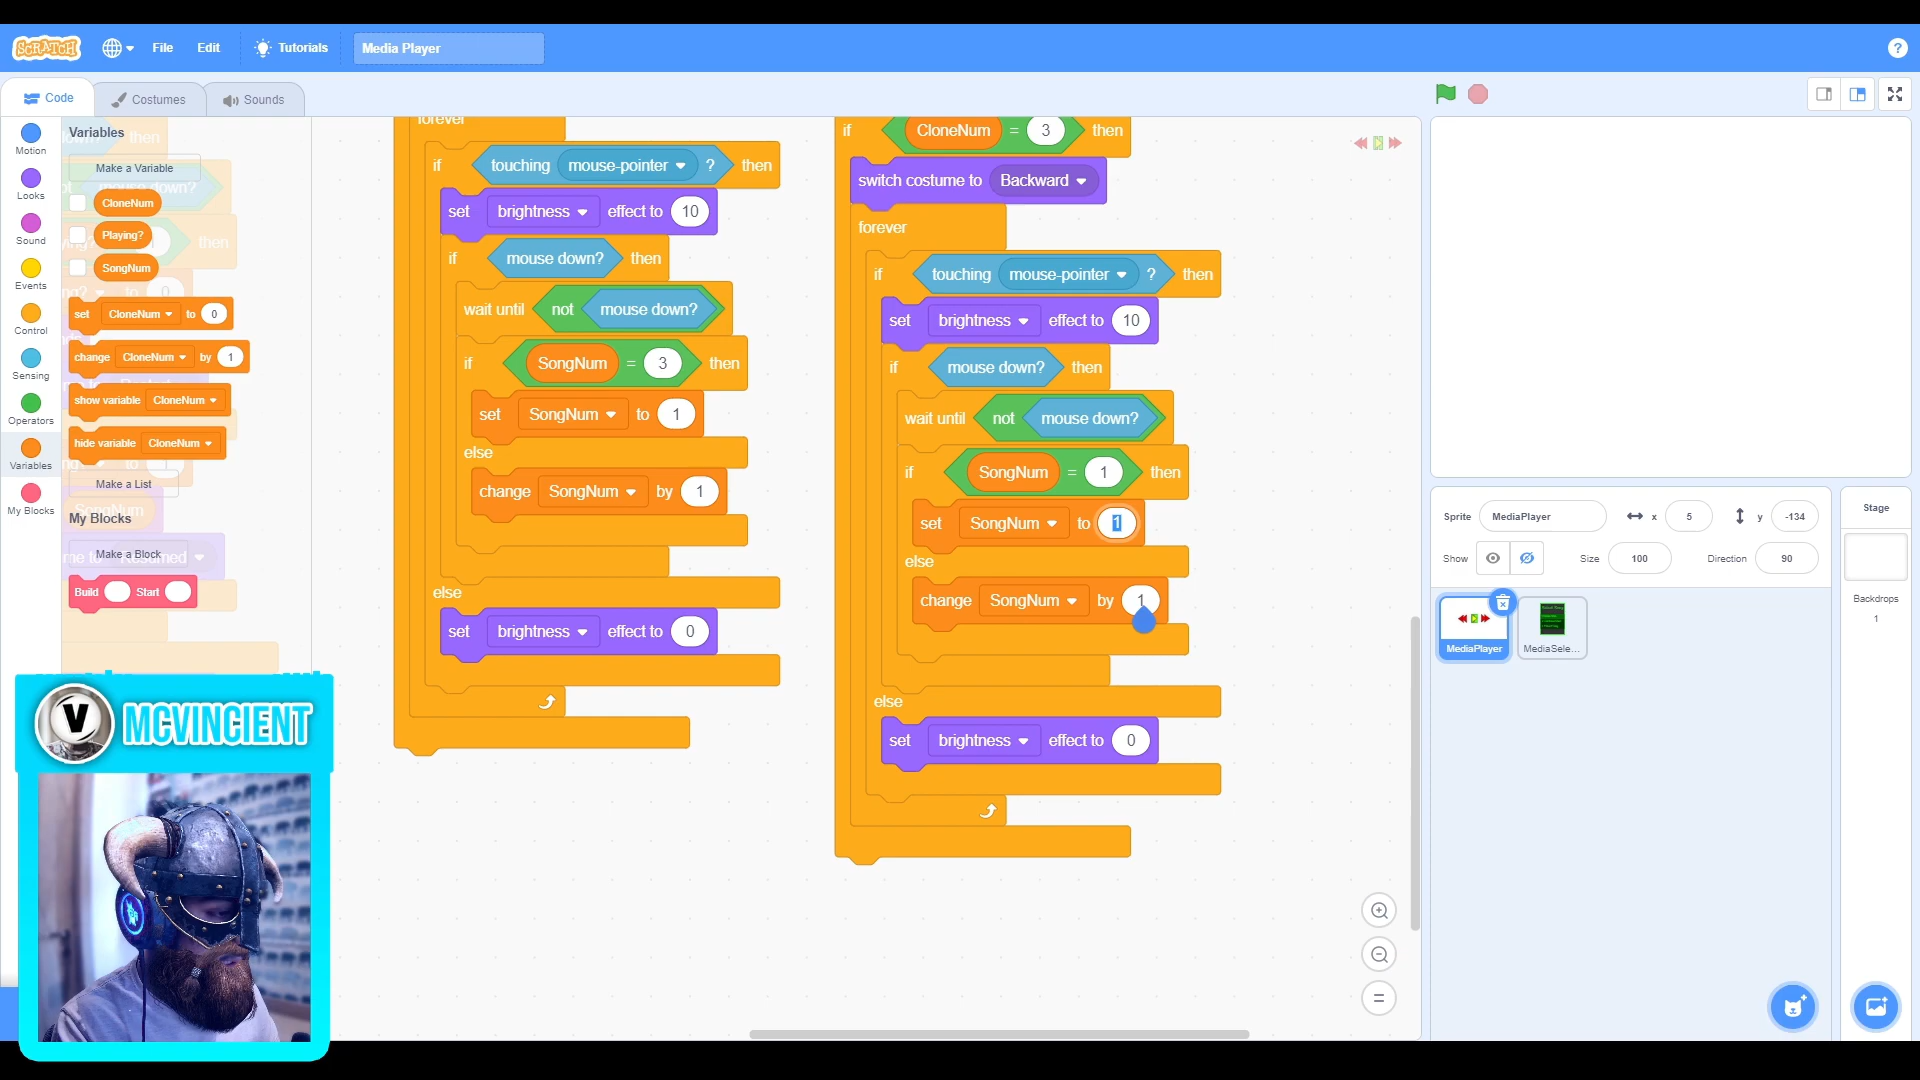 SCRATCH
File
Edit
Tutorials
Media Player
?
Code
Costumes
Sounds
Motion
Looks
Sound
Events
Control
Sensing
Operators
Variables
My Blocks
Variables
Make a Variable
CloneNum
Playing?
SongNum
set CloneNum to 0
change CloneNum by 1
show variable CloneNum
hide variable CloneNum
Make a List
My Blocks
Make a Block
Build Start
forever
if touching mouse-pointer ? then
set brightness effect to 10
if mouse down? then
wait until not mouse down?
if SongNum = 3 then
set SongNum to 1
else
change SongNum by 1
else
set brightness effect to 0
if CloneNum = 3 then
switch costume to Backward
forever
if touching mouse-pointer ? then
set brightness effect to 10
if mouse down? then
wait until not mouse down?
if SongNum = 1 then
set SongNum to 1
else
change SongNum by 1
else
set brightness effect to 0
Sprite MediaPlayer x 5 y -134
Show Size 100 Direction 90
MediaPlayer
MediaSele...
Stage
Backdrops
1
V MCVINCIENT